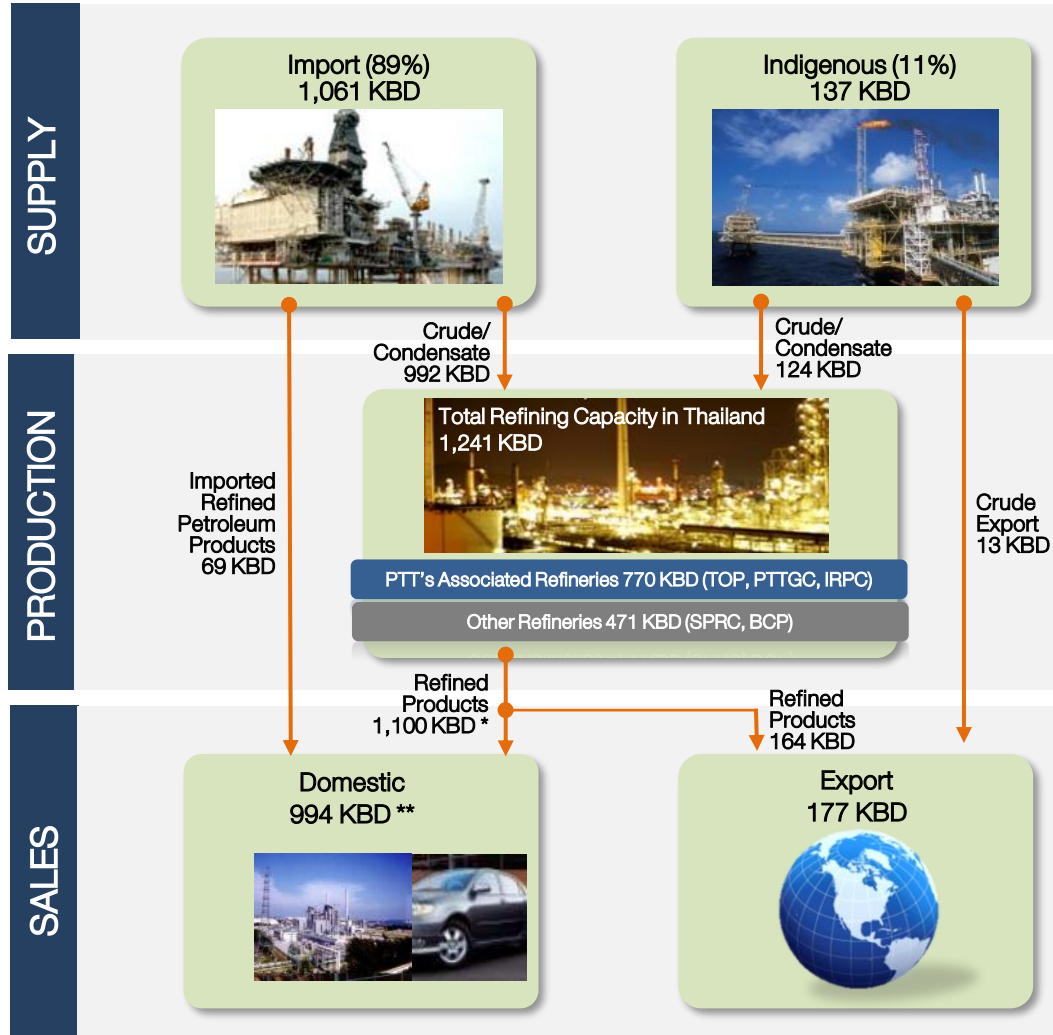 SUPPLY
Import (89%)
1,061 KBD
Indigenous (11%)
137 KBD
Crude/
Condensate
992 KBD
Crude/
Condensate
124 KBD
PRODUCTION
Total Refining Capacity in Thailand
1,241 KBD
Imported
Refined
Petroleum
Products
69 KBD
Crude
Export
13 KBD
PTT's Associated Refineries 770 KBD (TOP, PTTGC, IRPC)
Other Refineries 471 KBD (SPRC, BCP)
Refined
Products
1,100 KBD *
Refined
Products
164 KBD
SALES
Domestic
994 KBD **
Export
177 KBD